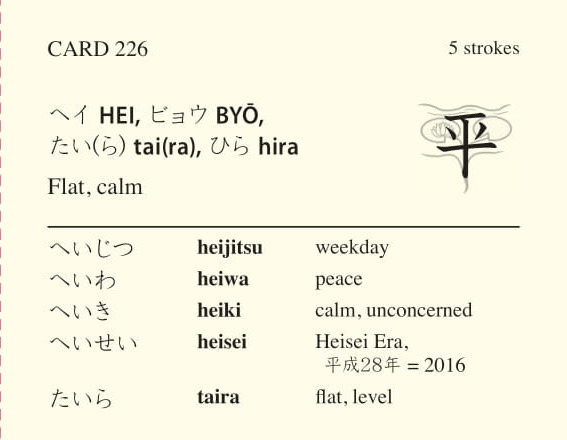 CARD 226 5 strokes
ヘイ HEI, ビョウ BYŌ,
たい(ら) tai(ra), ひら hira
平
Flat, calm
へいじつ heijitsu weekday
へいわ heiwa peace
へいき heiki calm, unconcerned
へいせい heisei Heisei Era,
平成28年 = 2016
たいら taira flat, level